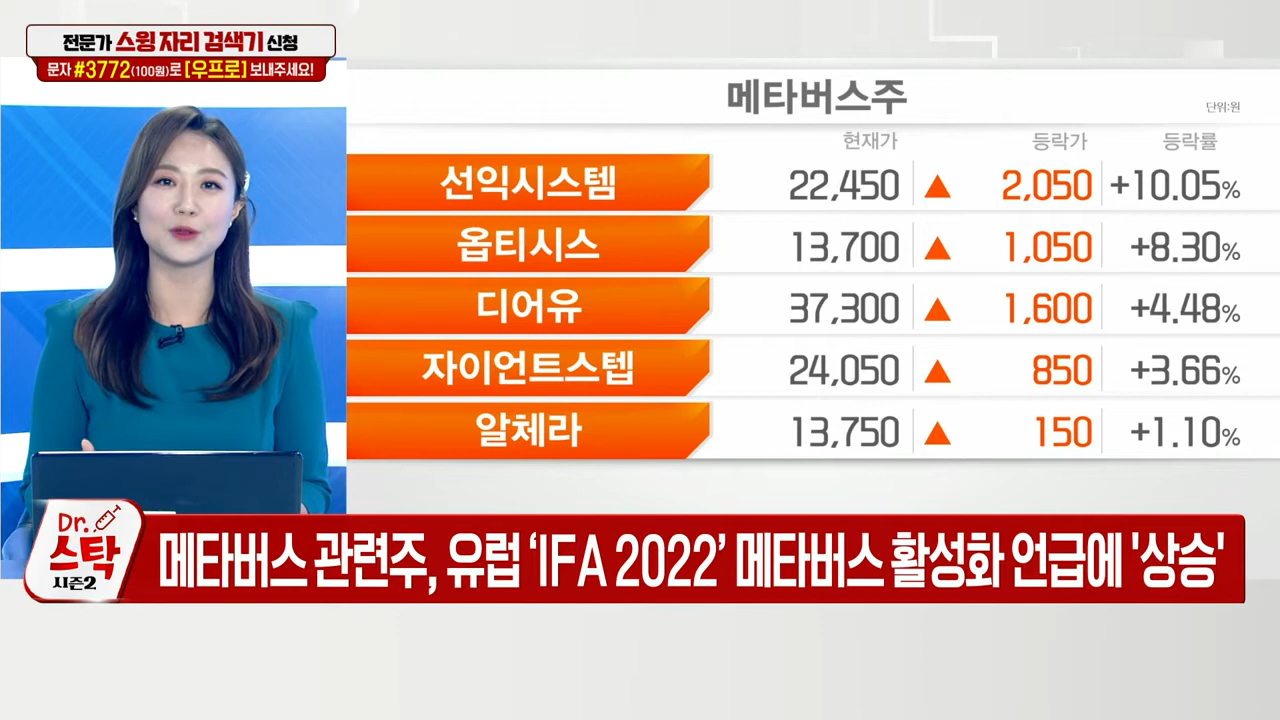 전문가 스윙 자리 검색기 신청
문자 #3772(100원)로 [우프로] 보내주세요!
메타버스주
단위:원
현재가 등락가 등락률
선익시스템 22,450 ▲ 2,050 +10.05%
옵티시스 13,700 ▲ 1,050 +8.30%
디어유 37,300 ▲ 1,600 +4.48%
자이언트스텝 24,050 ▲ 850 +3.66%
알체라 13,750 ▲ 150 +1.10%
Dr.
스탁
시즌2
메타버스 관련주, 유럽 ‘IFA 2022’ 메타버스 활성화 언급에 '상승'